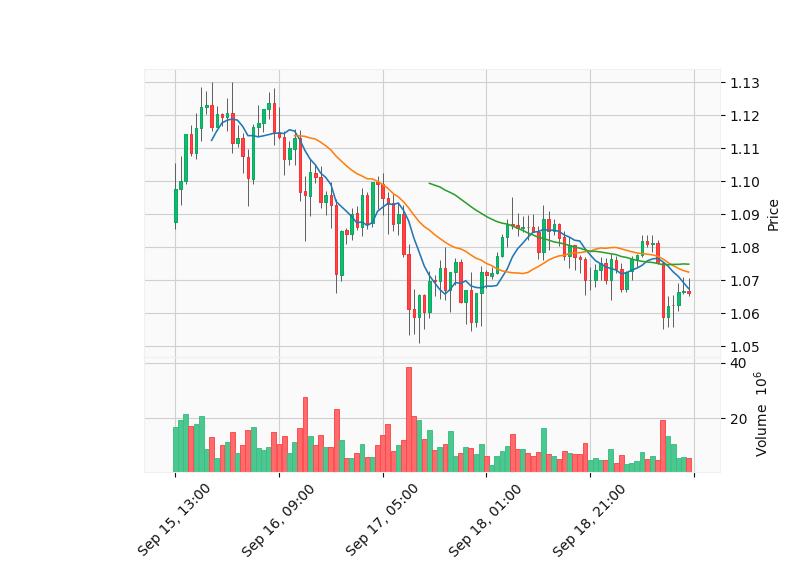 1.13
1.12
1.11
1.10
1.09
1.08
1.07
1.06
1.05
Price
40
20
Volume 10^6
Sep 15, 13:00
Sep 16, 09:00
Sep 17, 05:00
Sep 18, 01:00
Sep 18, 21:00